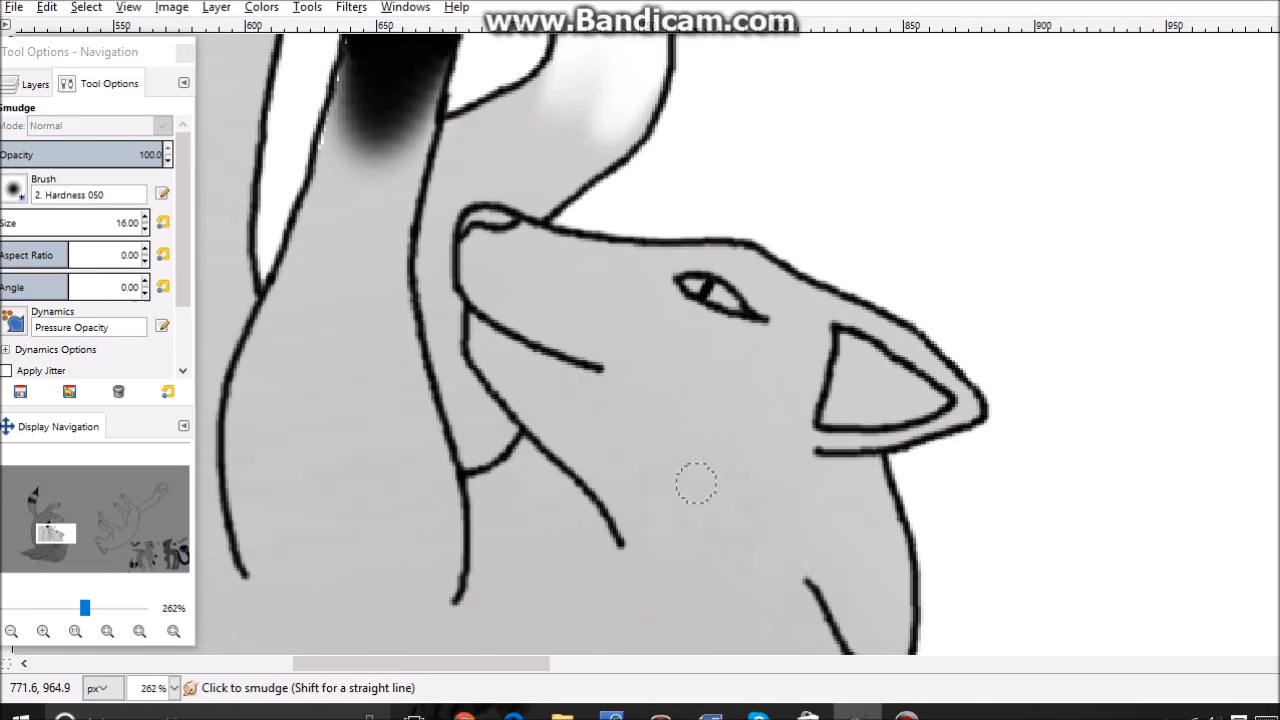 File Edit Select View Image Layer Colors Tools Filters Windows Help
www.Bandicam.com
550 600 650 850 900 950
Tool Options - Navigation
Layers Tool Options
Smudge
Mode: Normal
Opacity 100.0
Brush
2. Hardness 050
Size 16.00
Aspect Ratio 0.00
Angle 0.00
Dynamics
Pressure Opacity
Dynamics Options
Apply Jitter
Display Navigation
262%
771.6, 964.9 px 262 % Click to smudge (Shift for a straight line)